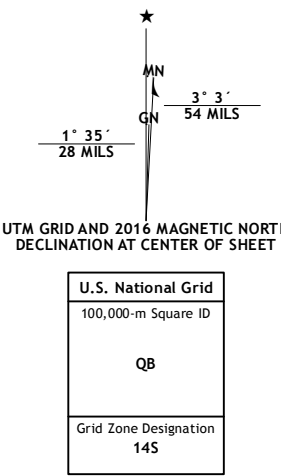 MN
3° 3´
54 MILS
GN
1° 35´
28 MILS
UTM GRID AND 2016 MAGNETIC NORTH
DECLINATION AT CENTER OF SHEET
U.S. National Grid
100,000-m Square ID
QB
Grid Zone Designation
14S